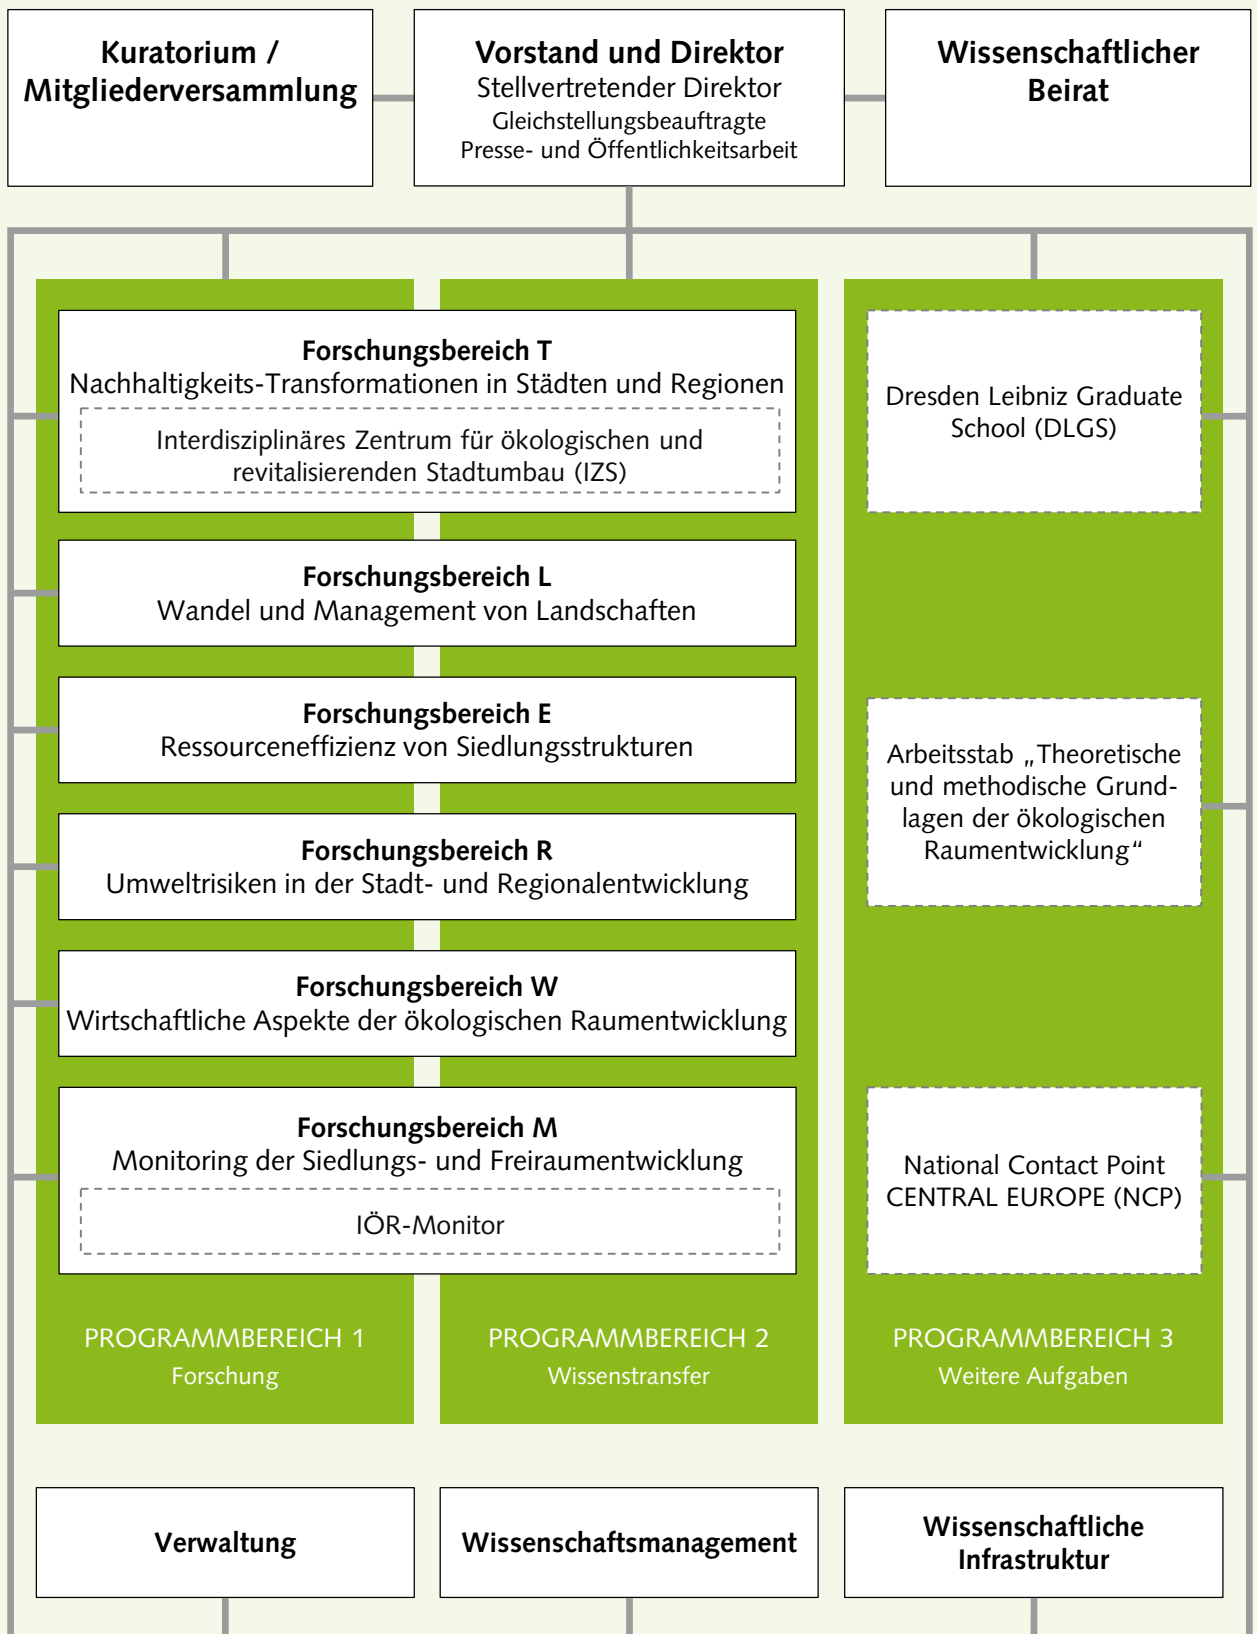 Kuratorium /
Mitgliederversammlung
Vorstand und Direktor
Stellvertretender Direktor
Gleichstellungsbeauftragte
Presse- und Öffentlichkeitsarbeit
Wissenschaftlicher
Beirat
Forschungsbereich T
Nachhaltigkeits-Transformationen in Städten und Regionen
Interdisziplinäres Zentrum für ökologischen und
revitalisierenden Stadtumbau (IZS)
Forschungsbereich L
Wandel und Management von Landschaften
Forschungsbereich E
Ressourceneffizienz von Siedlungsstrukturen
Forschungsbereich R
Umweltrisiken in der Stadt- und Regionalentwicklung
Forschungsbereich W
Wirtschaftliche Aspekte der ökologischen Raumentwicklung
Forschungsbereich M
Monitoring der Siedlungs- und Freiraumentwicklung
IÖR-Monitor
PROGRAMMBEREICH 1
Forschung
PROGRAMMBEREICH 2
Wissenstransfer
Dresden Leibniz Graduate
School (DLGS)
Arbeitsstab „Theoretische
und methodische Grund-
lagen der ökologischen
Raumentwicklung“
National Contact Point
CENTRAL EUROPE (NCP)
PROGRAMMBEREICH 3
Weitere Aufgaben
Verwaltung
Wissenschaftsmanagement
Wissenschaftliche
Infrastruktur